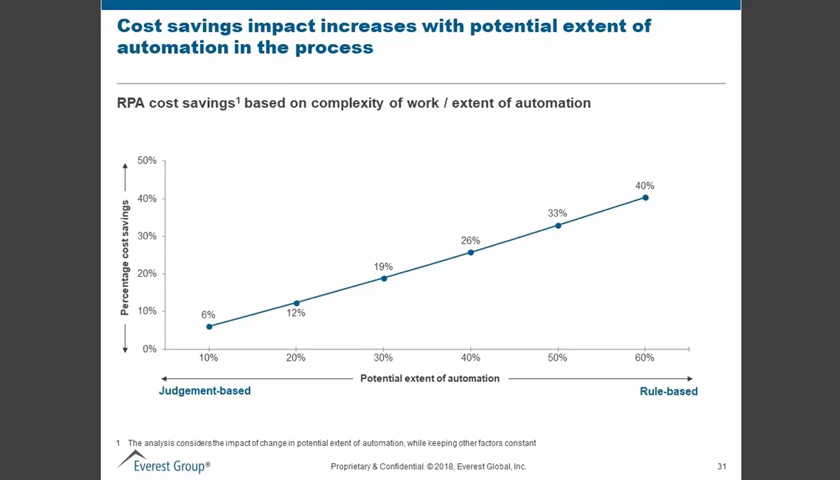 Cost savings impact increases with potential extent of
automation in the process
RPA cost savings¹ based on complexity of work / extent of automation
50%
40%
30%
20%
10%
0%
Percentage cost savings
6%
12%
19%
26%
33%
40%
10% 20% 30% 40% 50% 60%
Potential extent of automation
Judgement-based Rule-based
1 The analysis considers the impact of change in potential extent of automation, while keeping other factors constant
Everest Group® Proprietary & Confidential. © 2018, Everest Global, Inc. 31